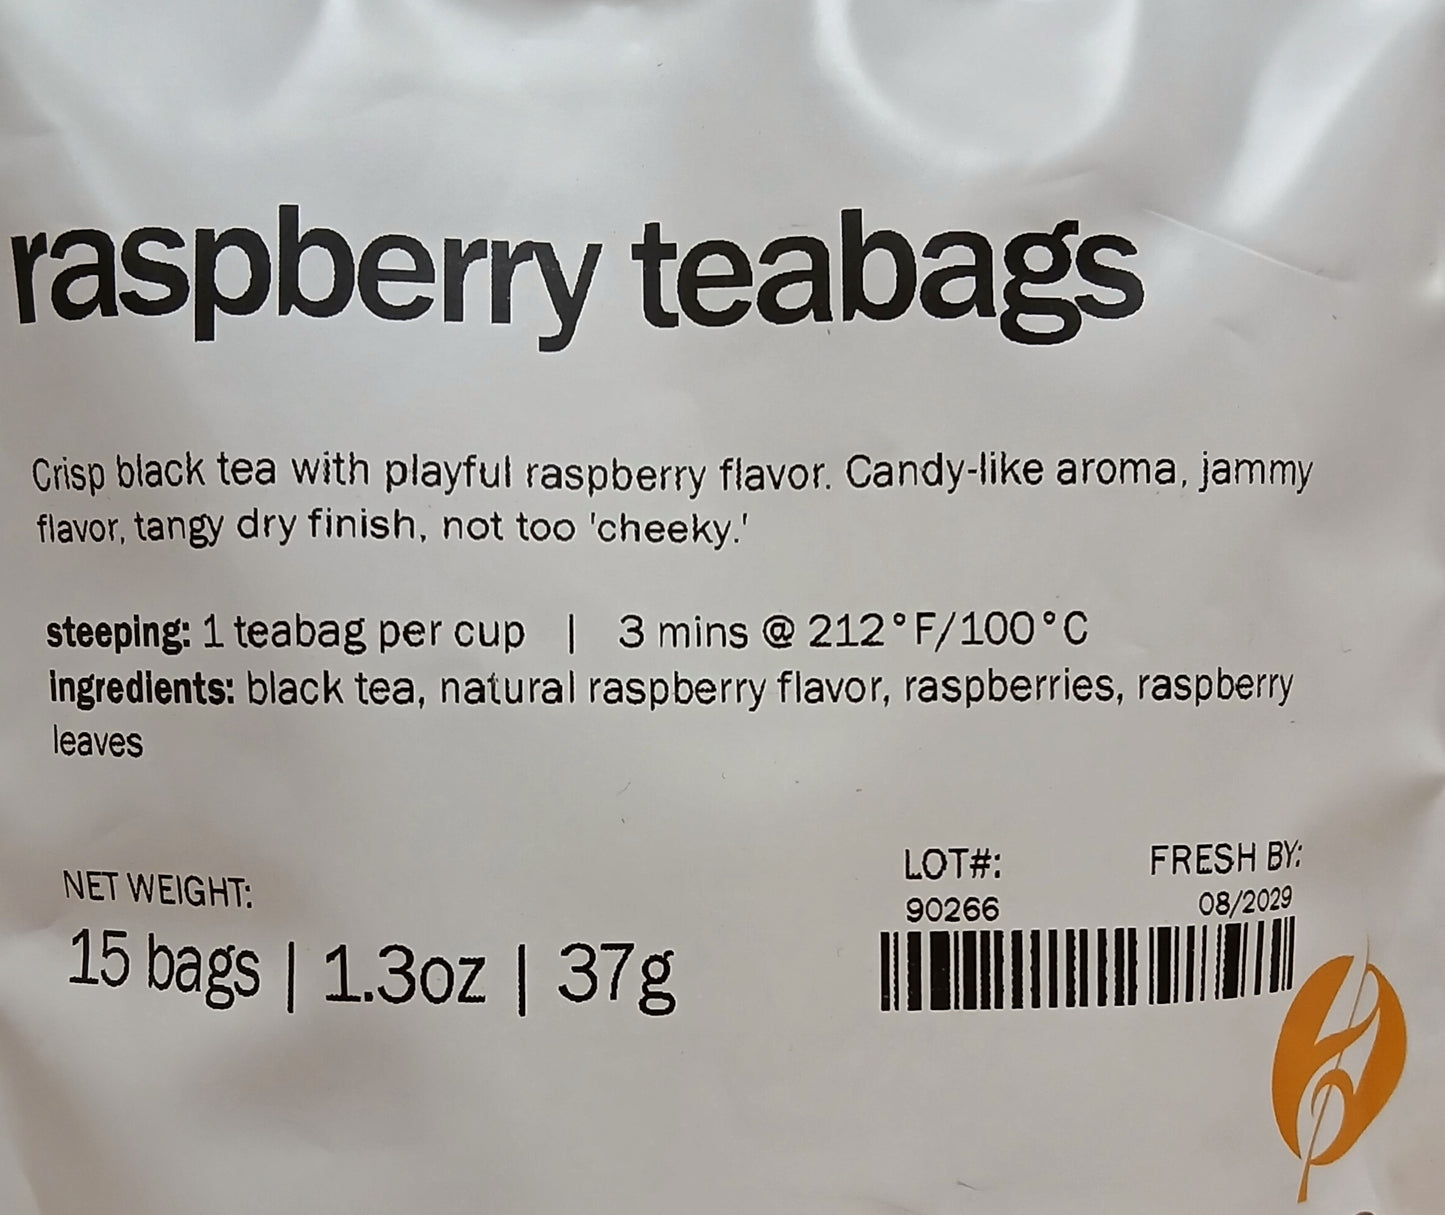 raspberry teabags
Crisp black tea with playful raspberry flavor. Candy-like aroma, jammy
flavor, tangy dry finish, not too 'cheeky.'
steeping: 1 teabag per cup | 3 mins @ 212°F/100°C
ingredients: black tea, natural raspberry flavor, raspberries, raspberry
leaves
NET WEIGHT:
15 bags | 1.3oz | 37g
LOT#:
90266
FRESH BY:
08/2029